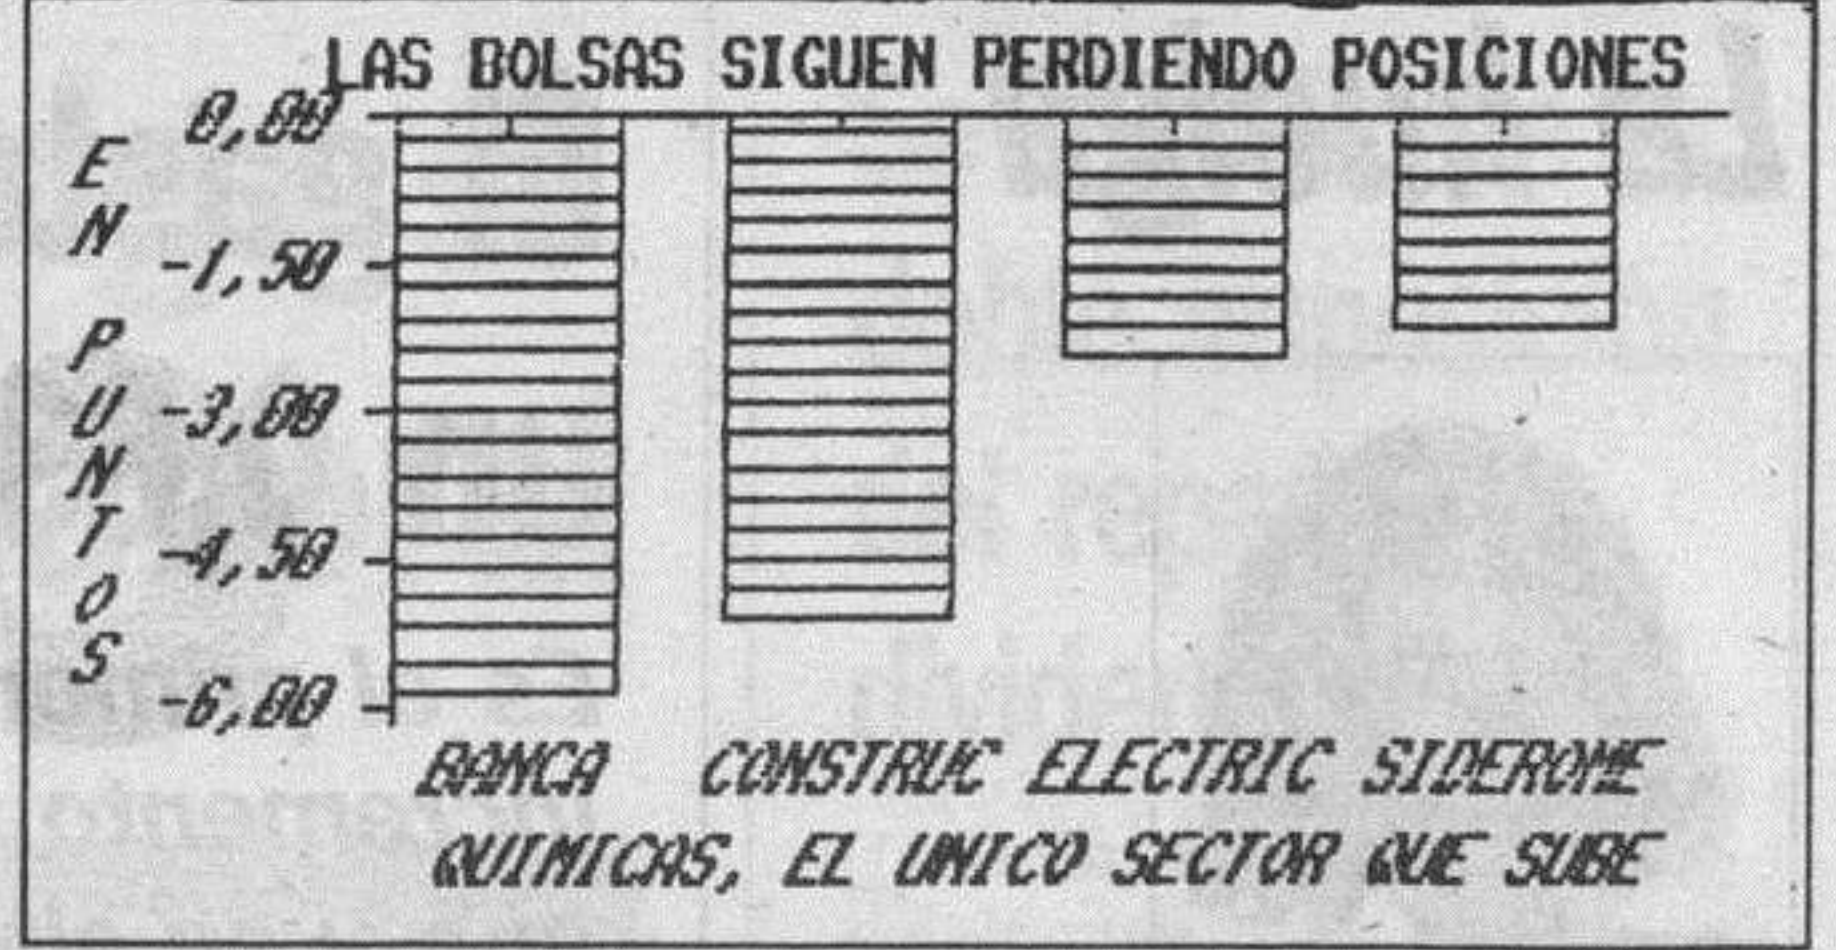 LAS BOLSAS SIGUEN PERDIENDO POSICIONES
EN PUNTOS
0,00
-1,50
-3,00
-4,50
-6,00
BANCA CONSTRUC ELECTRIC SIDEROME
QUIMICAS, EL UNICO SECTOR QUE SUBE